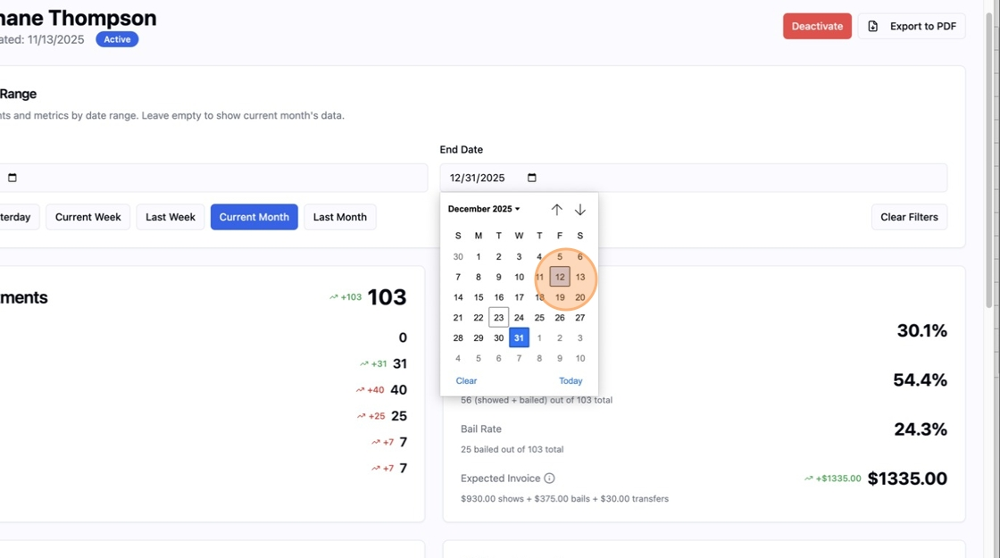 hane Thompson
ated: 11/13/2025 Active
Deactivate Export to PDF
Range
nts and metrics by date range. Leave empty to show current month's data.
End Date
12/31/2025
terday Current Week Last Week Current Month Last Month Clear Filters
December 2025
S M T W T F S
30 1 2 3 4 5 6
7 8 9 10 11 12 13
14 15 16 17 18 19 20
21 22 23 24 25 26 27
28 29 30 31 1 2 3
4 5 6 7 8 9 10
Clear Today
tments +103 103
0
+31 31
+40 40
+25 25
+7 7
+7 7
30.1%
54.4%
56 (showed + bailed) out of 103 total
Bail Rate 24.3%
25 bailed out of 103 total
Expected Invoice +$1335.00 $1335.00
$930.00 shows + $375.00 bails + $30.00 transfers